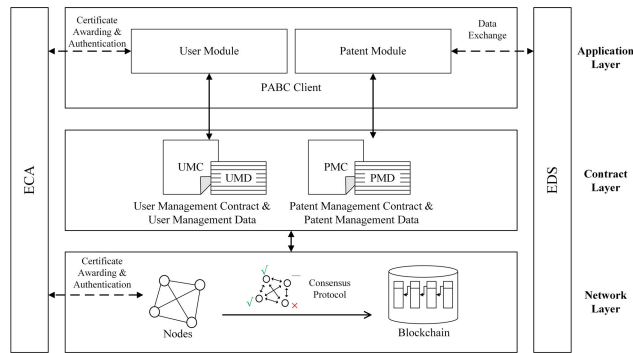 Certificate
Awarding &
Authentication
User Module
Patent Module
Data
Exchange
PABC Client
Application
Layer
ECA
EDS
UMC
UMD
PMC
PMD
User Management Contract &
User Management Data
Patent Management Contract &
Patent Management Data
Contract
Layer
Certificate
Awarding &
Authentication
Nodes
Consensus
Protocol
Blockchain
Network
Layer